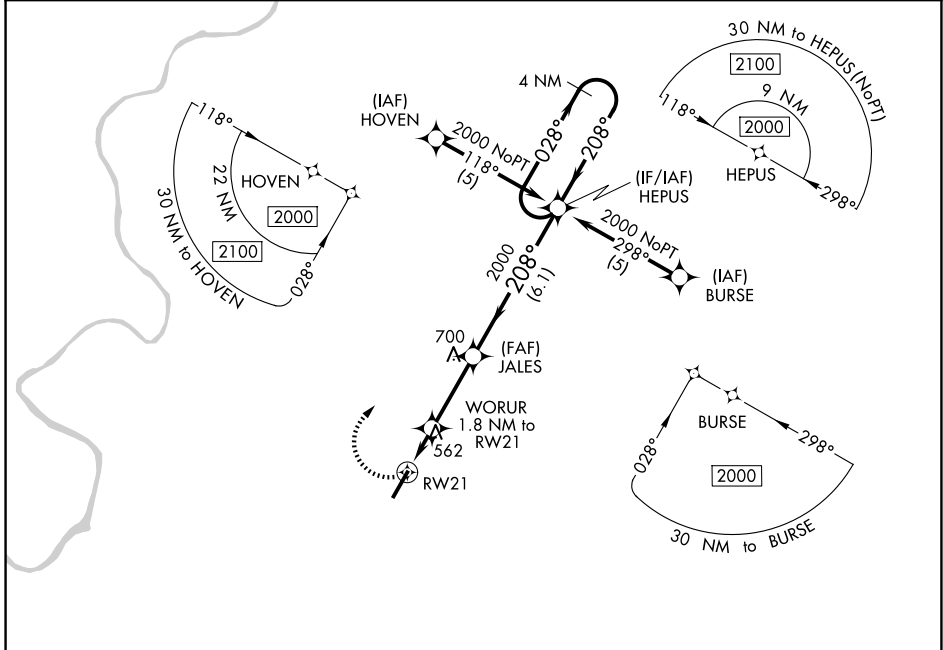 30 NM to HEPUS (NoPT)
2100
9 NM
2000
118°
HEPUS
298°
4 NM
028°
208°
(IAF)
HOVEN
2000 NoPT
118°
(5)
(IF/IAF)
HEPUS
2000 NoPT
298°
(5)
(IAF)
BURSE
118°
HOVEN
22 NM
2000
2100
30 NM to HOVEN
028°
2000
208°
(6.1)
700
(FAF)
JALES
WORUR
1.8 NM to
RW21
562
RW21
BURSE
028°
298°
2000
30 NM to BURSE